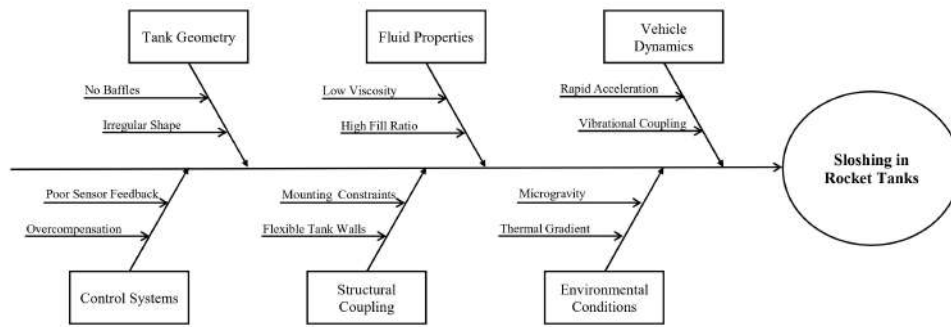 Tank Geometry
Fluid Properties
Vehicle
Dynamics
No Baffles
Low Viscosity
Rapid Acceleration
Irregular Shape
High Fill Ratio
Vibrational Coupling
Sloshing in
Rocket Tanks
Poor Sensor Feedback
Mounting Constraints
Microgravity
Overcompensation
Flexible Tank Walls
Thermal Gradient
Control Systems
Structural
Coupling
Environmental
Conditions